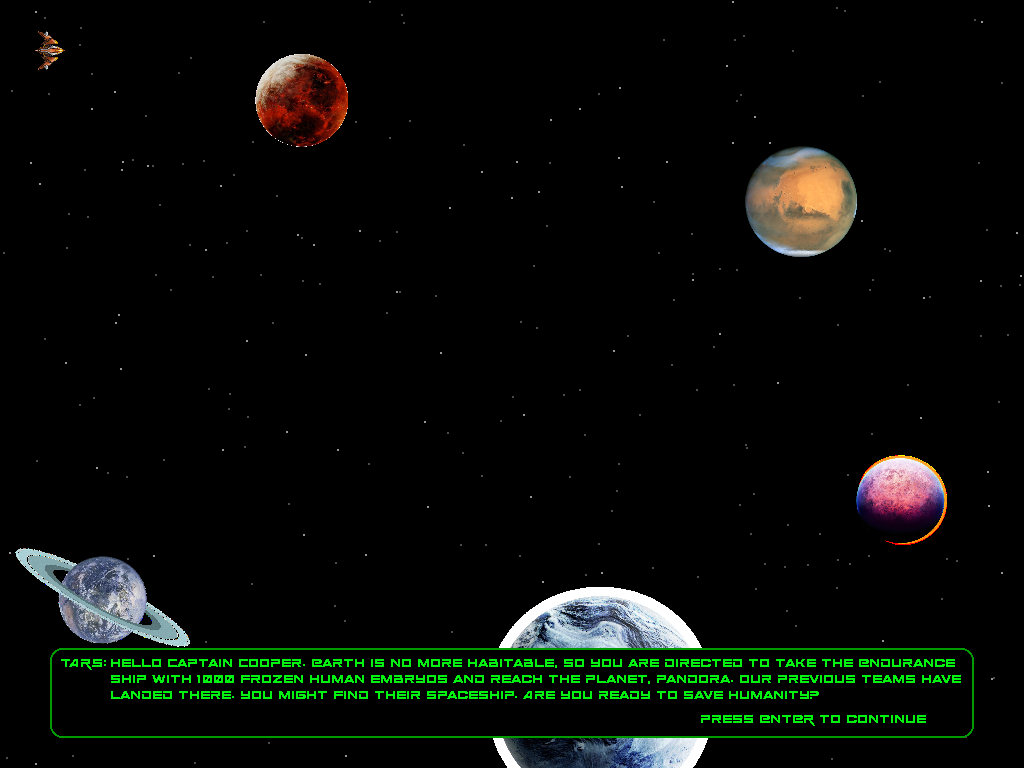 TARS: HELLO CAPTAIN COOPER. EARTH IS NO MORE HABITABLE, SO YOU ARE DIRECTED TO TAKE THE ENDURANCE
SHIP WITH 1000 FROZEN HUMAN EMBRYOS AND REACH THE PLANET, PANDORA. OUR PREVIOUS TEAMS HAVE
LANDED THERE. YOU MIGHT FIND THEIR SPACESHIP. ARE YOU READY TO SAVE HUMANITY?
PRESS ENTER TO CONTINUE